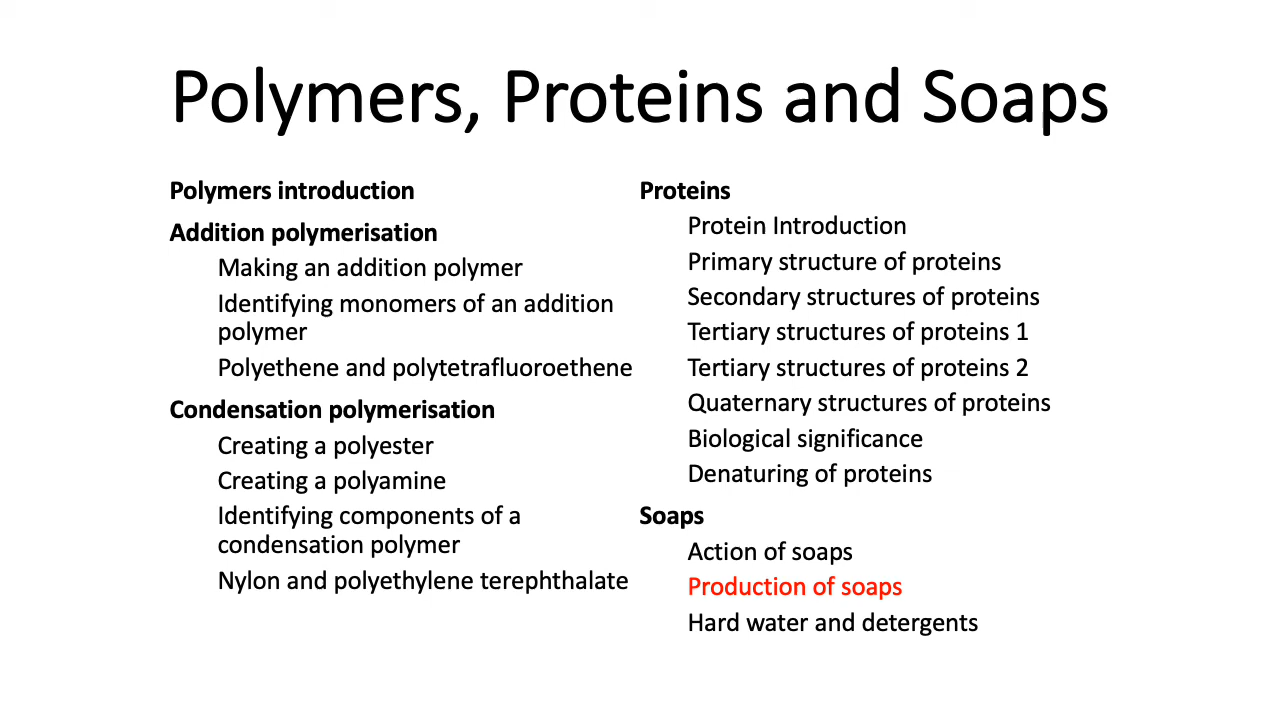 Polymers, Proteins and Soaps
Polymers introduction
Addition polymerisation
Making an addition polymer
Identifying monomers of an addition
polymer
Polyethene and polytetrafluoroethene
Condensation polymerisation
Creating a polyester
Creating a polyamine
Identifying components of a
condensation polymer
Nylon and polyethylene terephthalate
Proteins
Protein Introduction
Primary structure of proteins
Secondary structures of proteins
Tertiary structures of proteins 1
Tertiary structures of proteins 2
Quaternary structures of proteins
Biological significance
Denaturing of proteins
Soaps
Action of soaps
Production of soaps
Hard water and detergents